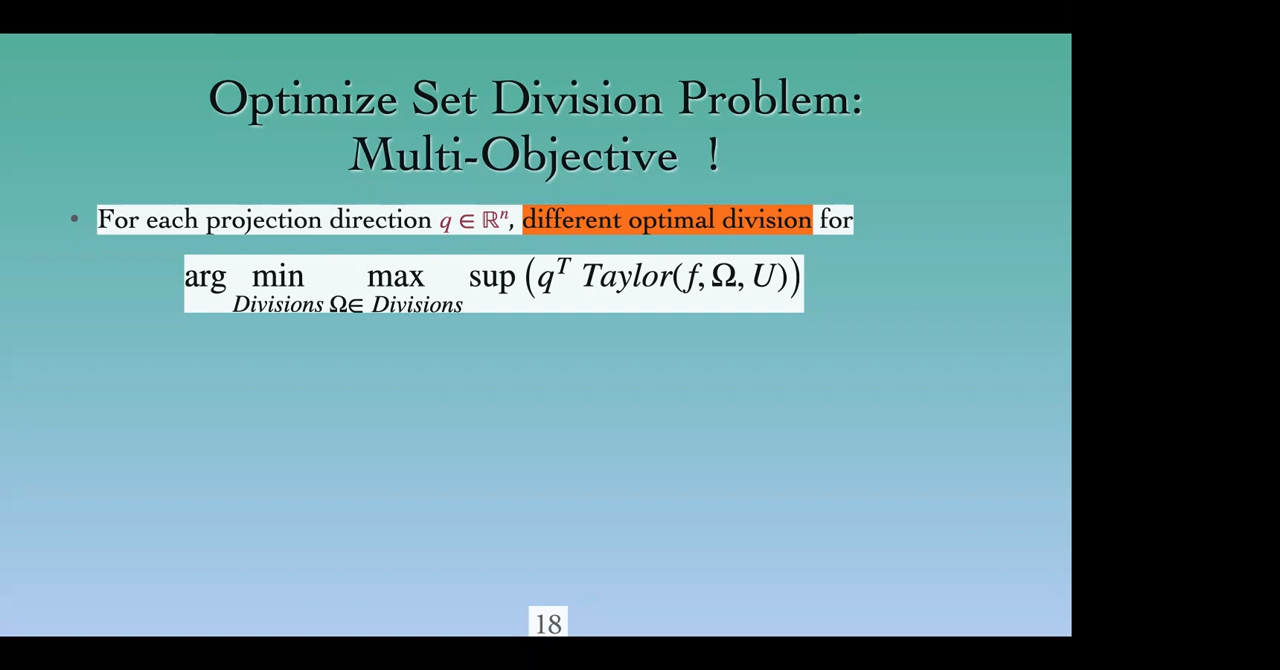 Optimize Set Division Problem:
Multi-Objective !
• For each projection direction q ∈ ℝⁿ, different optimal division for
arg min max sup (qᵀ Taylor(f, Ω, U))
Divisions Ω∈ Divisions
18